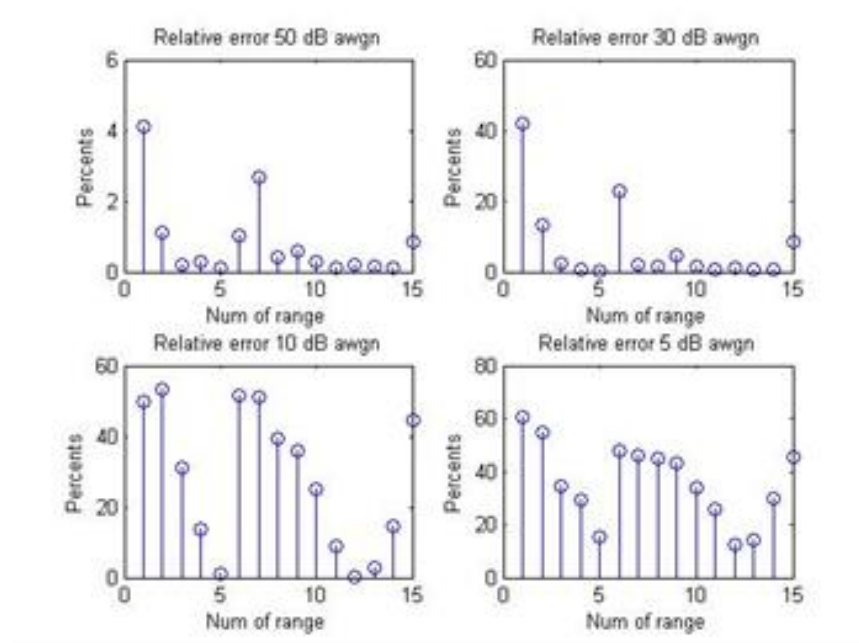 Relative error 50 dB awgn
6
4
2
0
Percents
0 5 10 15
Num of range
Relative error 30 dB awgn
60
40
20
0
Percents
0 5 10 15
Num of range
Relative error 10 dB awgn
60
40
20
0
Percents
0 5 10 15
Num of range
Relative error 5 dB awgn
80
60
40
20
0
Percents
0 5 10 15
Num of range